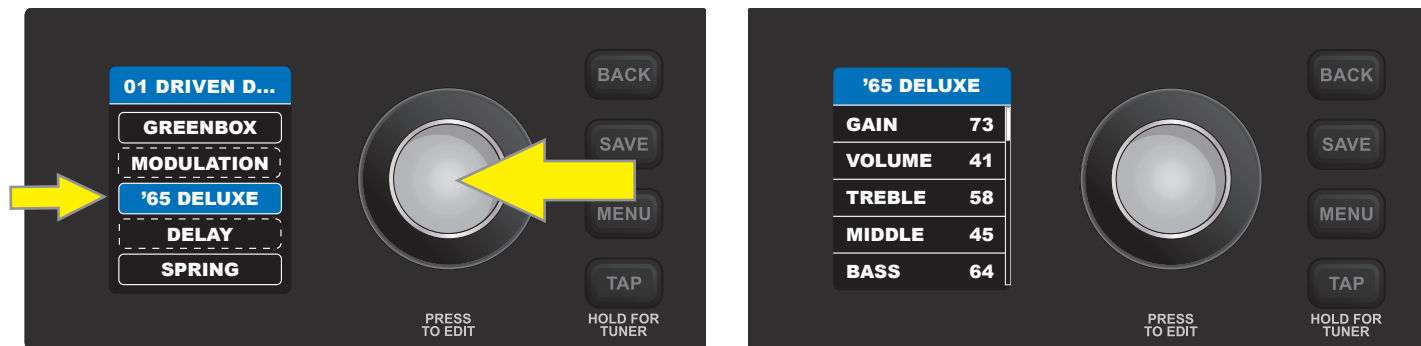 01 DRIVEN D...
GREENBOX
MODULATION
’65 DELUXE
DELAY
SPRING
PRESS
TO EDIT
BACK
SAVE
MENU
TAP
HOLD FOR
TUNER
’65 DELUXE
GAIN 73
VOLUME 41
TREBLE 58
MIDDLE 45
BASS 64
PRESS
TO EDIT
BACK
SAVE
MENU
TAP
HOLD FOR
TUNER